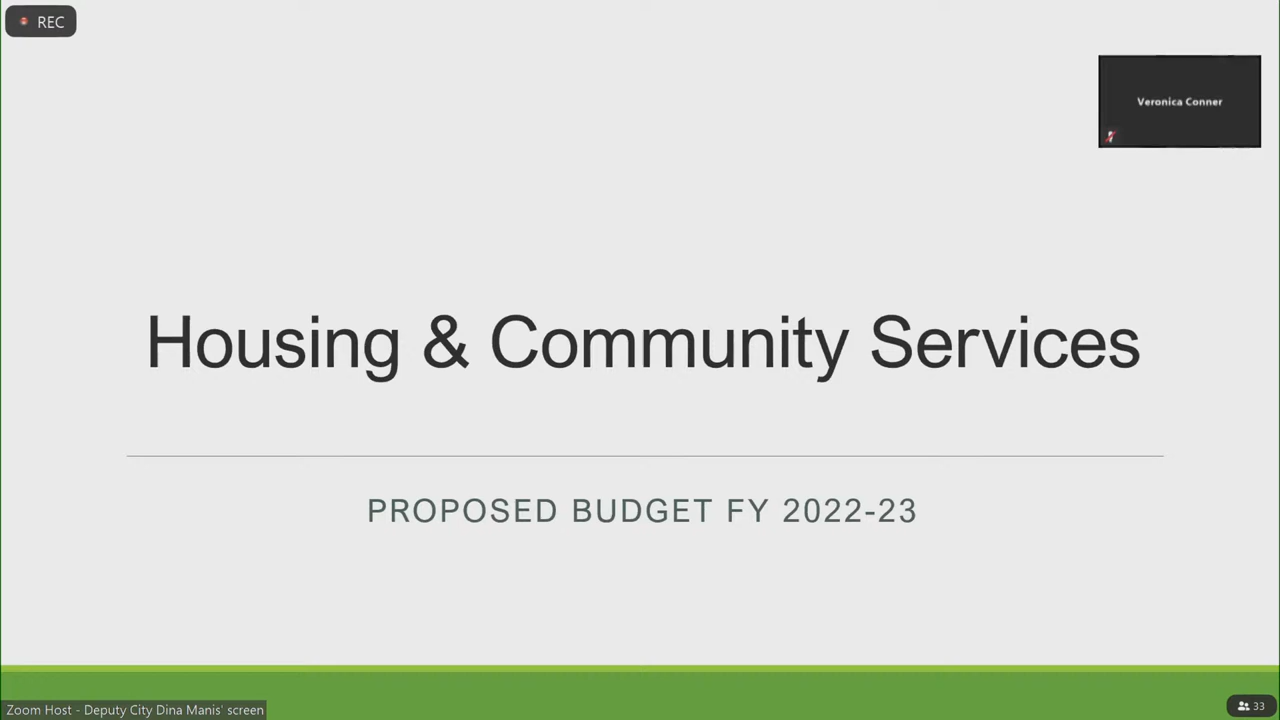 REC
Veronica Conner
Housing & Community Services
PROPOSED BUDGET FY 2022-23
Zoom Host - Deputy City Dina Manis' screen
33